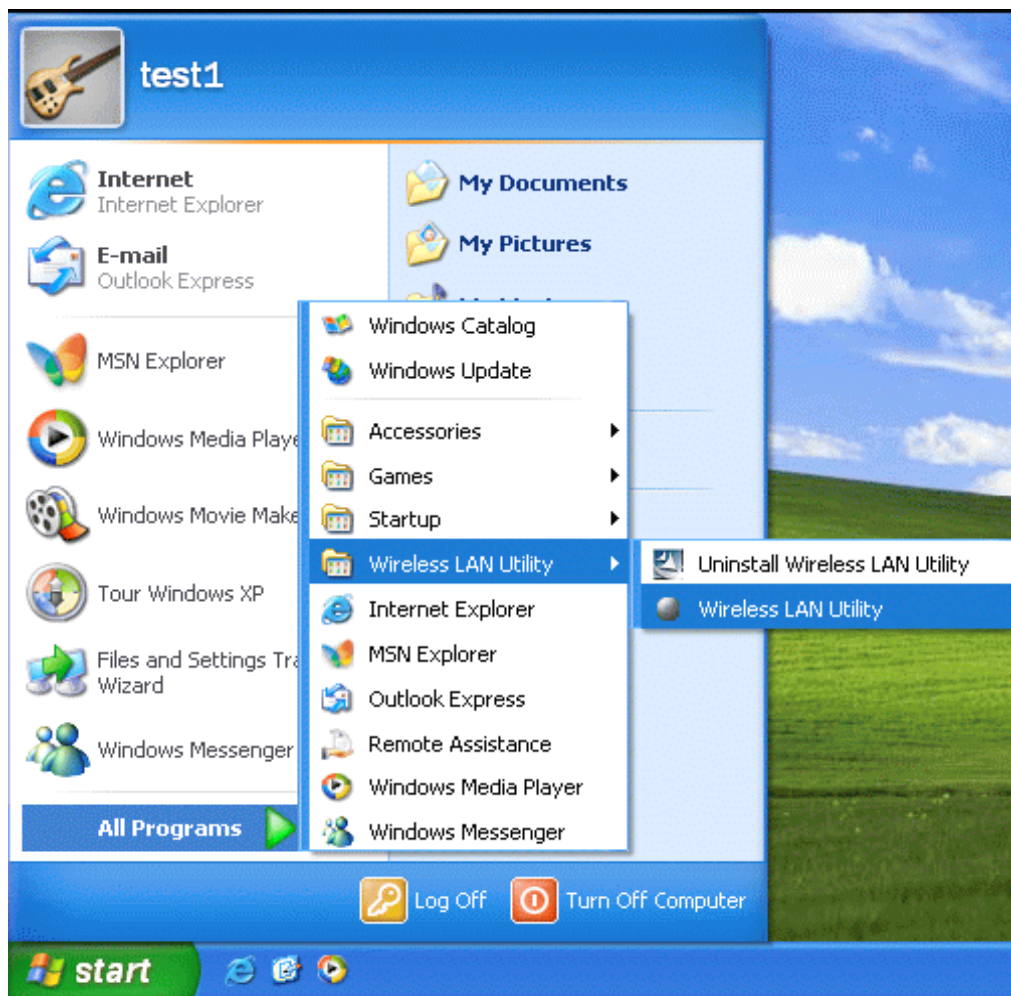 test1
Internet
Internet Explorer
E-mail
Outlook Express
MSN Explorer
Windows Media Playe
Windows Movie Make
Tour Windows XP
Files and Settings Tra
Wizard
Windows Messenger
All Programs
My Documents
My Pictures
Windows Catalog
Windows Update
Accessories
Games
Startup
Wireless LAN Utility
Internet Explorer
MSN Explorer
Outlook Express
Remote Assistance
Windows Media Player
Windows Messenger
Uninstall Wireless LAN Utility
Wireless LAN Utility
Log Off
Turn Off Computer
start